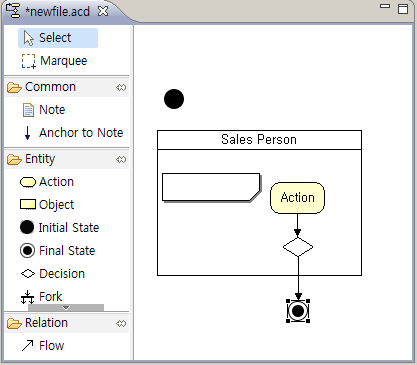 *newfile.acd
Select
Marquee
Common
Note
Anchor to Note
Entity
Action
Object
Initial State
Final State
Decision
Fork
Relation
Flow
Sales Person
Action